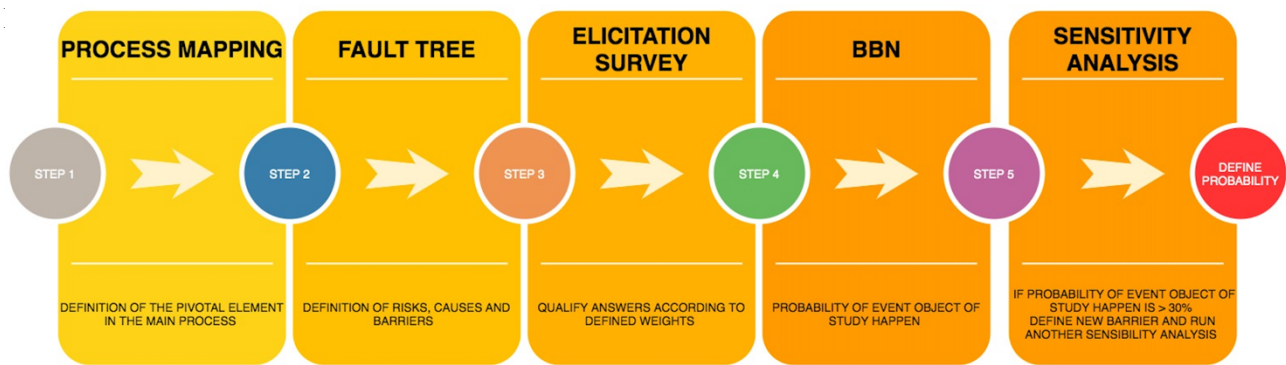 PROCESS MAPPING
FAULT TREE
ELICITATION
SURVEY
BBN
SENSITIVITY
ANALYSIS
STEP 1
STEP 2
STEP 3
STEP 4
STEP 5
DEFINE
PROBABILITY
DEFINITION OF THE PIVOTAL ELEMENT
IN THE MAIN PROCESS
DEFINITION OF RISKS, CAUSES AND
BARRIERS
QUALIFY ANSWERS ACCORDING TO
DEFINED WEIGHTS
PROBABILITY OF EVENT OBJECT OF
STUDY HAPPEN
IF PROBABILITY OF EVENT OBJECT OF
STUDY HAPPEN IS > 30%
DEFINE NEW BARRIER AND RUN
ANOTHER SENSIBILITY ANALYSIS